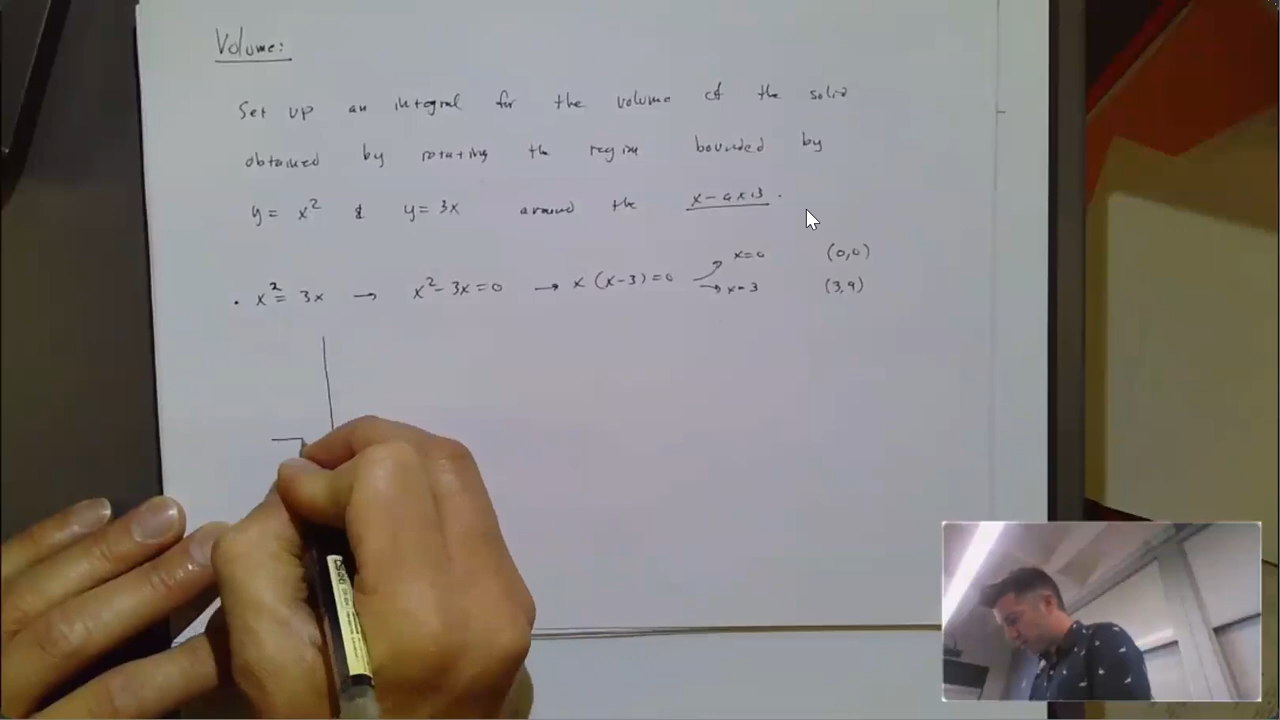 Volume:
Set up an integral for the volume of the solid
obtained by rotating the region bounded by
y = x² & y = 3x around the x-axis.
• x² = 3x → x² - 3x = 0 → x (x-3) = 0 → x=0 (0,0)
→ x=3 (3,9)